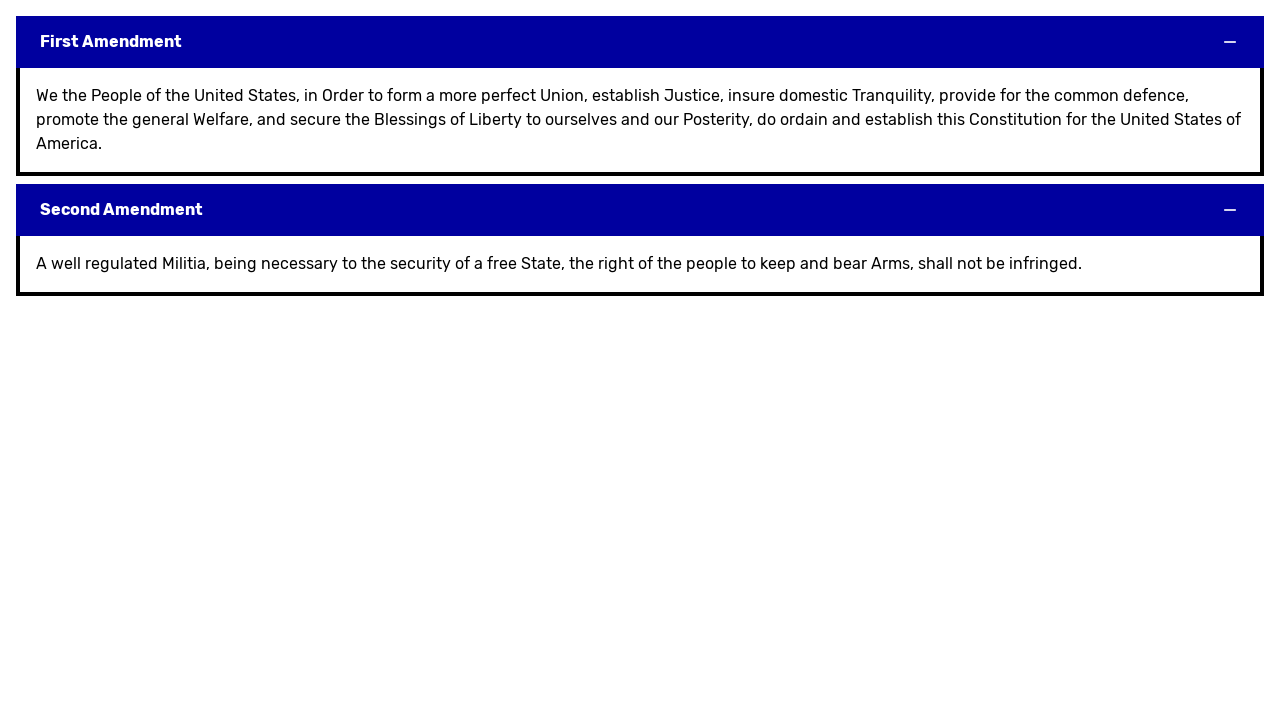 First Amendment
We the People of the United States, in Order to form a more perfect Union, establish Justice, insure domestic Tranquility, provide for the common defence,
promote the general Welfare, and secure the Blessings of Liberty to ourselves and our Posterity, do ordain and establish this Constitution for the United States of
America.
Second Amendment
A well regulated Militia, being necessary to the security of a free State, the right of the people to keep and bear Arms, shall not be infringed.